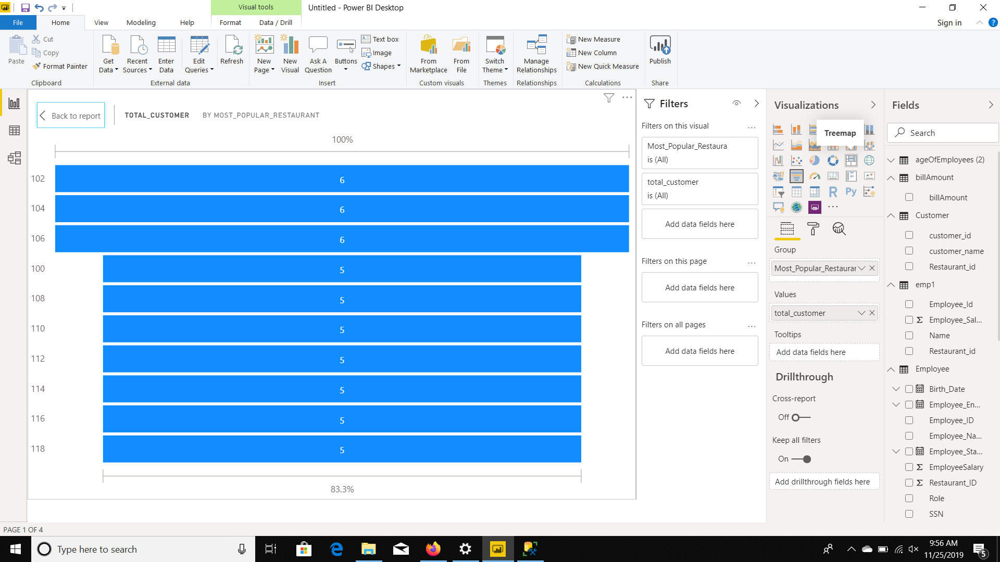 Visual tools
Untitled - Power BI Desktop
File
Home
View
Modeling
Help
Format
Data / Drill
Sign in
?
Paste
Cut
Copy
Format Painter
Clipboard
Get Data
Recent Sources
Enter Data
Edit Queries
Refresh
External data
New Page
New Visual
Ask A Question
Buttons
Text box
Image
Shapes
Insert
From Marketplace
From File
Custom visuals
Switch Theme
Themes
Manage Relationships
Relationships
New Measure
New Column
New Quick Measure
Calculations
Publish
Share
Back to report
TOTAL_CUSTOMER BY MOST_POPULAR_RESTAURANT
100%
102 6
104 6
106 6
100 5
108 5
110 5
112 5
114 5
116 5
118 5
83.3%
Filters
Filters on this visual ...
Most_Popular_Restaura
is (All)
total_customer
is (All)
Add data fields here
Filters on this page ...
Add data fields here
Filters on all pages ...
Add data fields here
Visualizations
Treemap
123
R
Py
...
Group
Most_Popular_Restaurar
Values
total_customer
Tooltips
Add data fields here
Drillthrough
Cross-report
Off
Keep all filters
On
Add drillthrough fields here
Fields
Search
ageOfEmployees (2)
billAmount
billAmount
Customer
customer_id
customer_name
Restaurant_id
emp1
Employee_Id
Σ Employee_Sal...
Name
Restaurant_id
Employee
Birth_Date
Employee_En...
Employee_ID
Employee_Na...
Employee_Sta...
Σ EmployeeSalary
Σ Restaurant_ID
Role
SSN
PAGE 1 OF 4
Type here to search
9:56 AM
11/25/2019
5